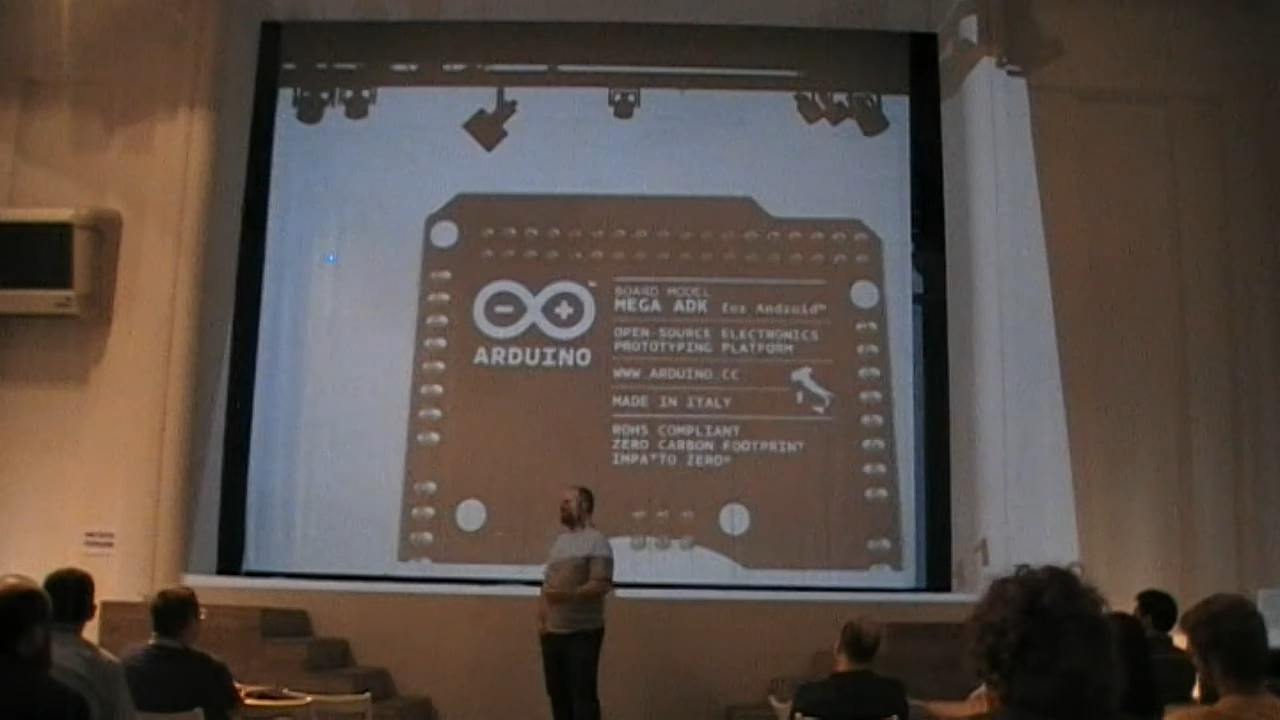 ARDUINO
BOARD MODEL
MEGA ADK for Android™
OPEN-SOURCE ELECTRONICS
PROTOTYPING PLATFORM
WWW.ARDUINO.CC
MADE IN ITALY
ROHS COMPLIANT
ZERO CARBON FOOTPRINT
IMPATTO ZERO®